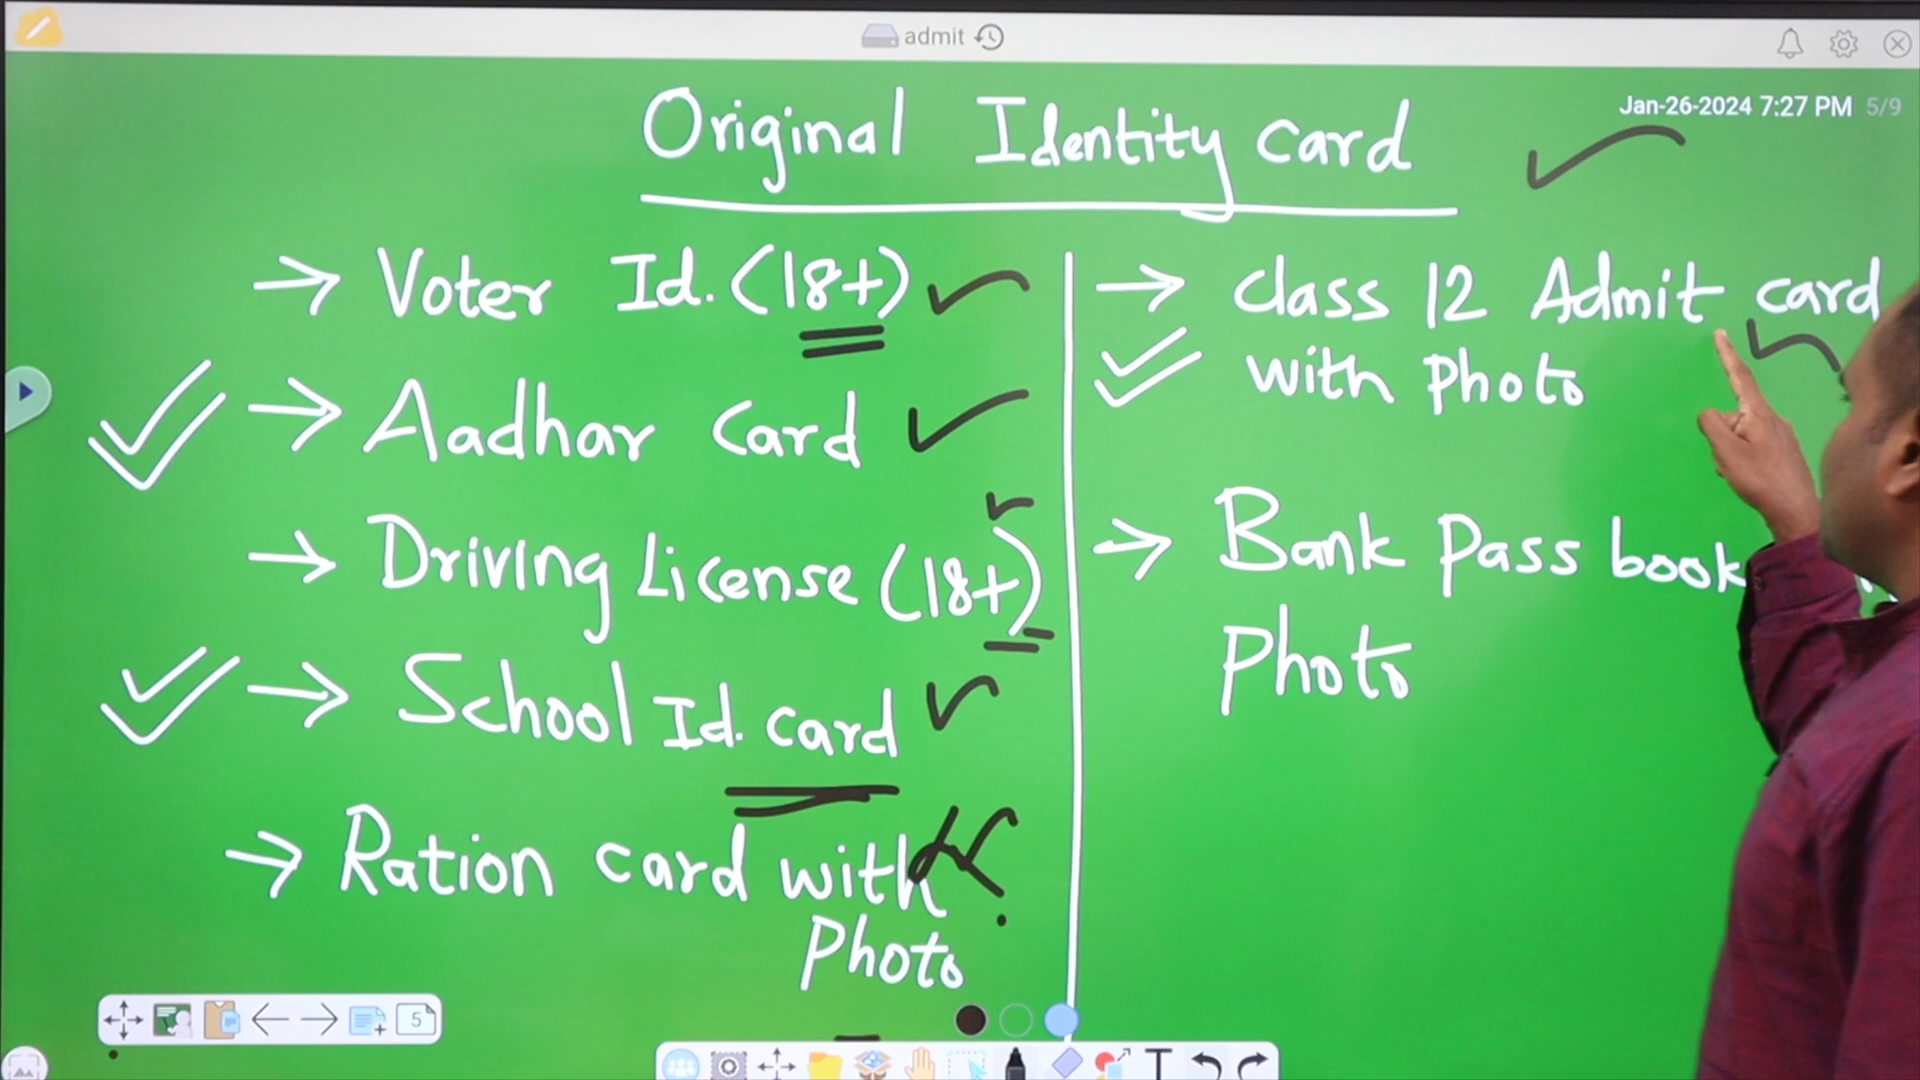 admit
Jan-26-2024 7:27 PM 5/9
Original Identity Card
→ Voter Id. (18+)
→ Aadhar Card
→ Driving License (18+)
→ School Id. card
→ Ration card with
Photo
→ Class 12 Admit card
with photo
→ Bank Pass book
Photo
5
T